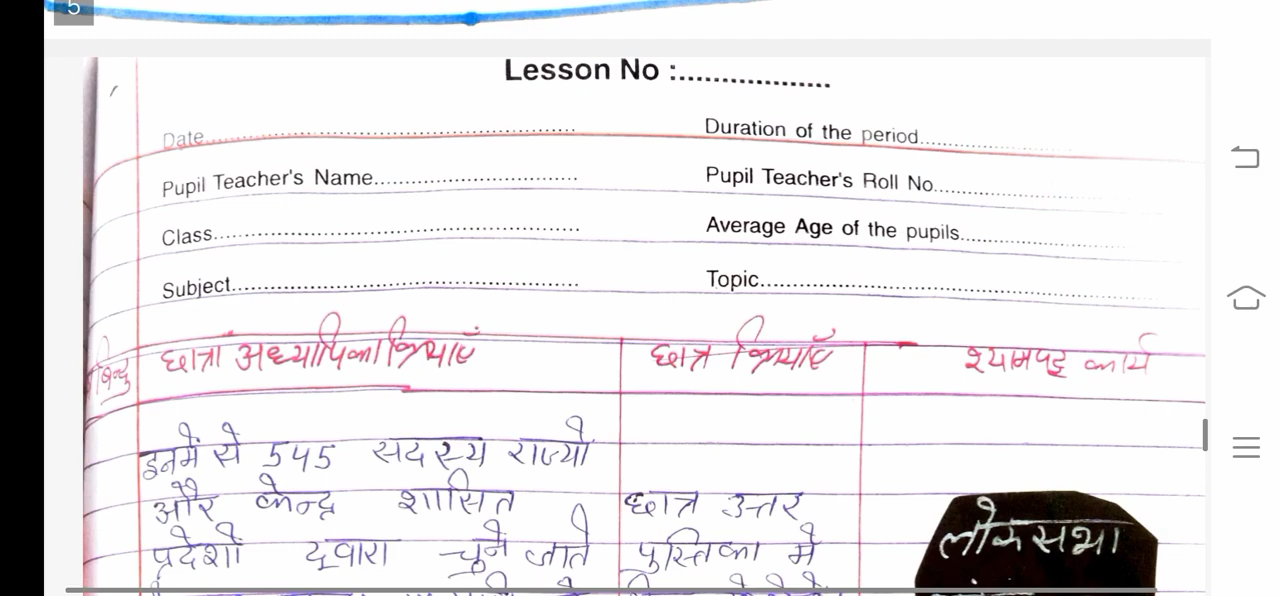 5
Lesson No :..................
Date..................................................................
Duration of the period..........................
Pupil Teacher's Name....................................
Pupil Teacher's Roll No..........................
Class.............................................................
Average Age of the pupils..........................
Subject..........................................................
Topic..............................................................
बिन्दु छात्रा अध्यापिका क्रियाएँ छात्र क्रियाएँ श्यामपट्ट कार्य
इनमें से 545 सदस्य राज्यों
और केन्द्र शासित छात्र उत्तर
प्रदेशों द्वारा चुने जाते पुस्तिका मे लोकसभा